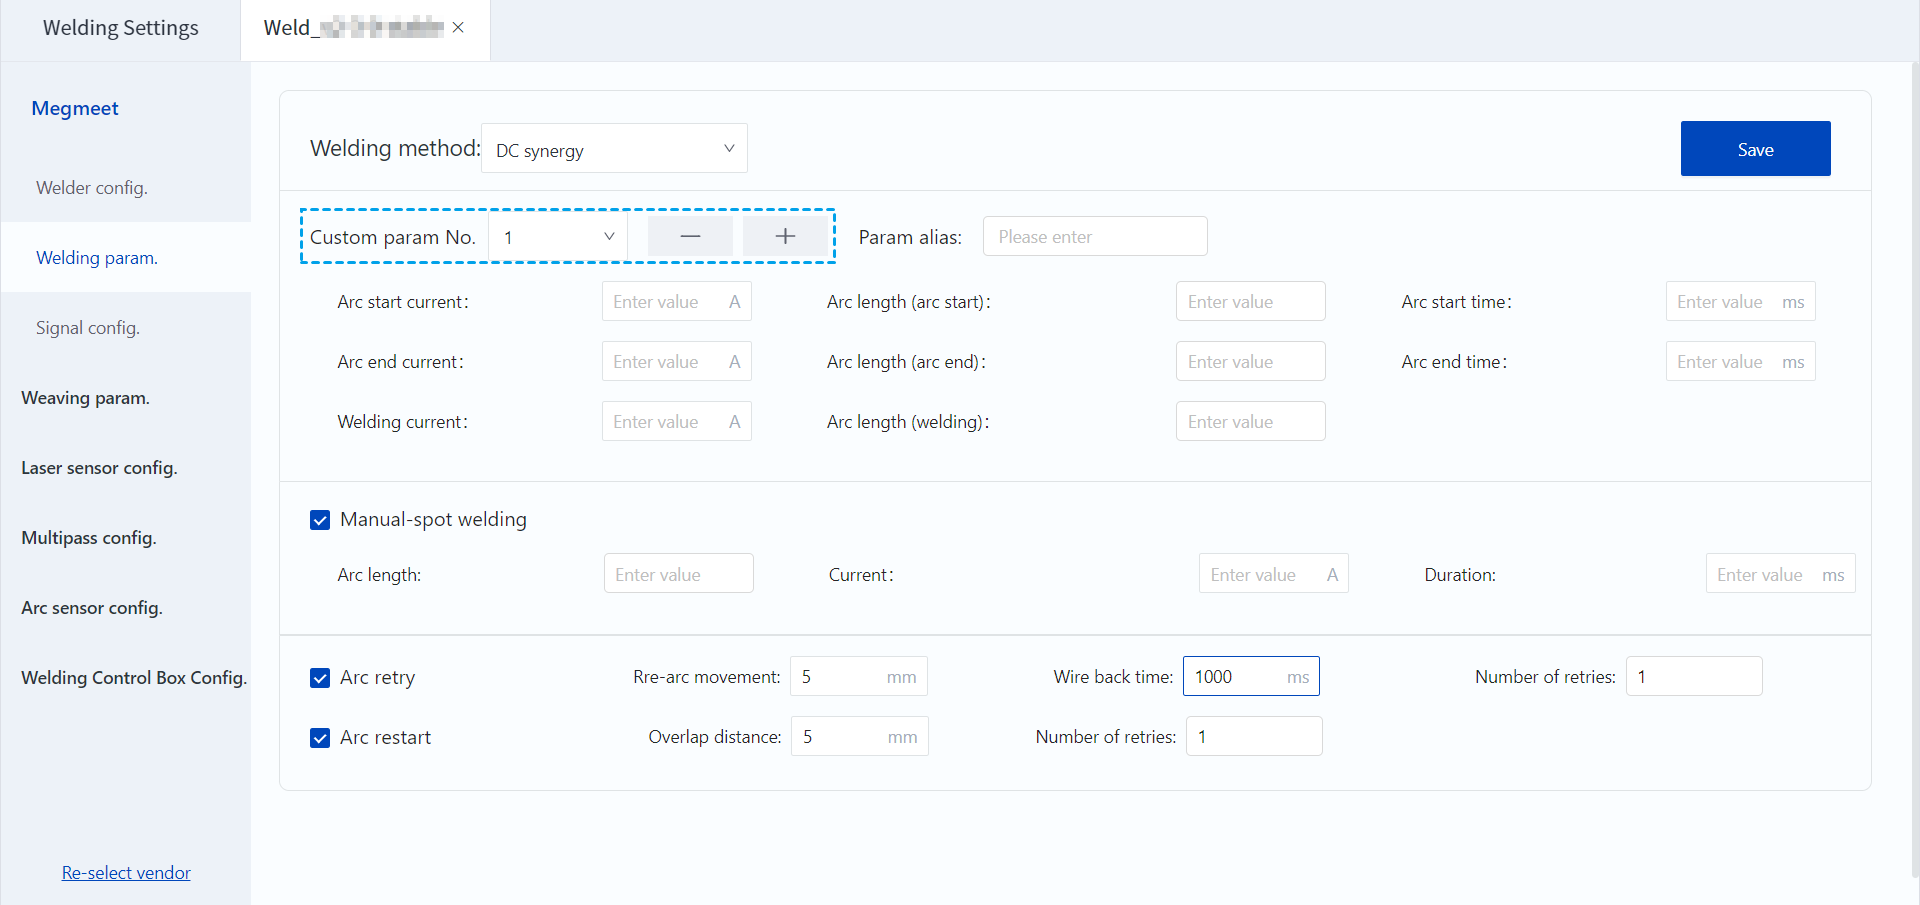 Welding Settings
Weld_
Megmeet
Welder config.
Welding param.
Signal config.
Weaving param.
Laser sensor config.
Multipass config.
Arc sensor config.
Welding Control Box Config.
Re-select vendor
Welding method: DC synergy
Save
Custom param No. 1 Param alias: Please enter
Arc start current: Enter value A Arc length (arc start): Enter value Arc start time: Enter value ms
Arc end current: Enter value A Arc length (arc end): Enter value Arc end time: Enter value ms
Welding current: Enter value A Arc length (welding): Enter value
Manual-spot welding
Arc length: Enter value Current: Enter value A Duration: Enter value ms
Arc retry Rre-arc movement: 5 mm Wire back time: 1000 ms Number of retries: 1
Arc restart Overlap distance: 5 mm Number of retries: 1